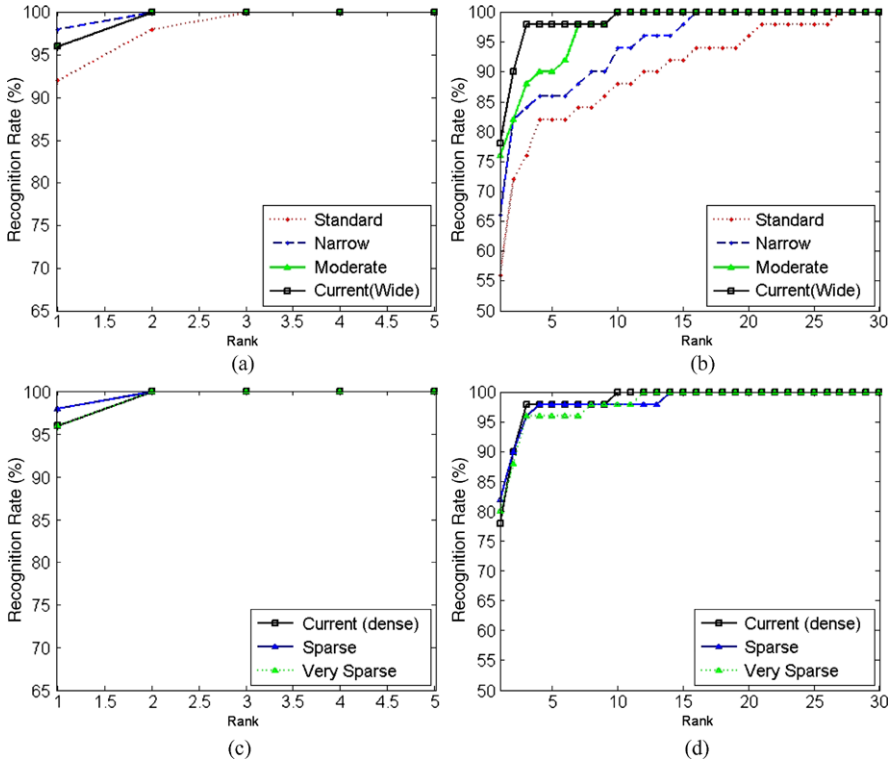 Recognition Rate (%)
100
95
90
85
80
75
70
65
Standard
Narrow
Moderate
Current(Wide)
1 1.5 2 2.5 3 3.5 4 4.5 5
Rank
(a)
Recognition Rate (%)
100
95
90
85
80
75
70
65
60
55
50
Standard
Narrow
Moderate
Current(Wide)
5 10 15 20 25 30
Rank
(b)
Recognition Rate (%)
100
95
90
85
80
75
70
65
Current (dense)
Sparse
Very Sparse
1 1.5 2 2.5 3 3.5 4 4.5 5
Rank
(c)
Recognition Rate (%)
100
95
90
85
80
75
70
65
60
55
50
Current (dense)
Sparse
Very Sparse
5 10 15 20 25 30
Rank
(d)